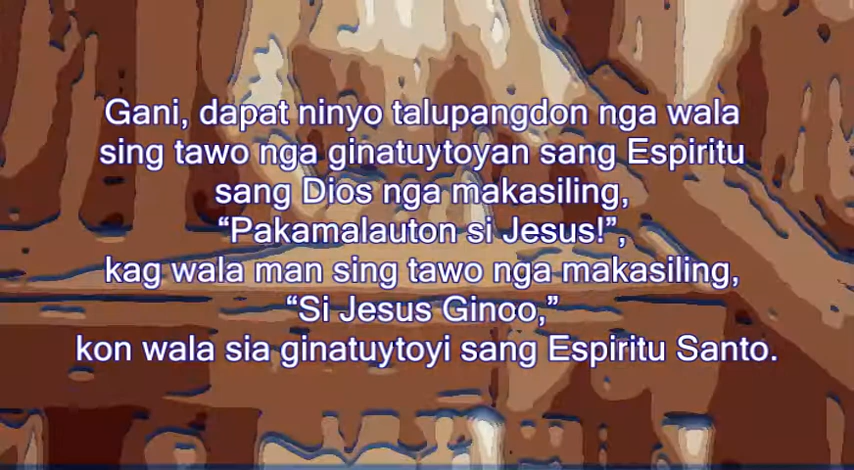 Gani, dapat ninyo talupangdon nga wala
sing tawo nga ginatuytoyan sang Espiritu
sang Dios nga makasiling,
“Pakamalauton si Jesus!”,
kag wala man sing tawo nga makasiling,
“Si Jesus Ginoo,”
kon wala sia ginatuytoyi sang Espiritu Santo.